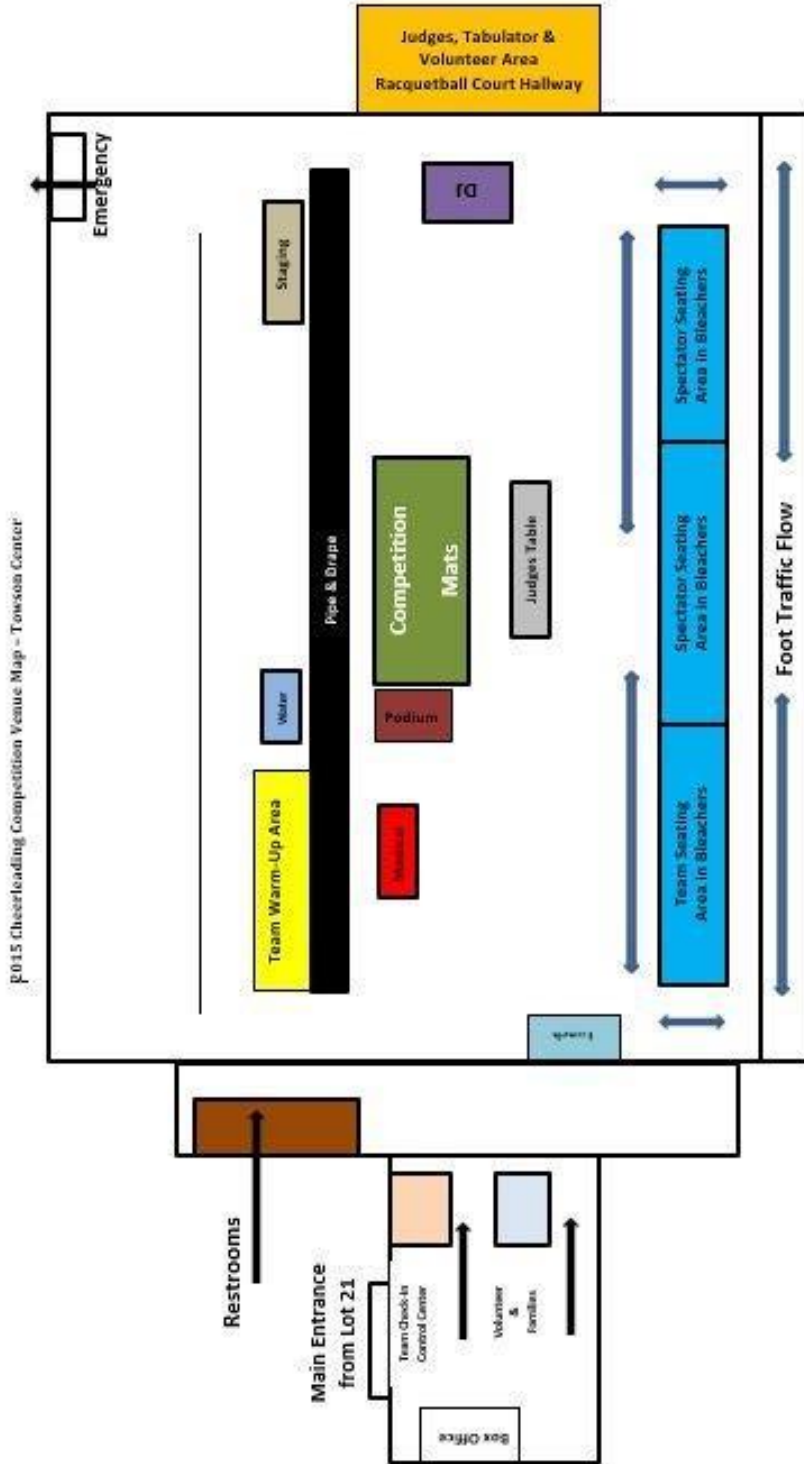 2015 Cheerleading Competition Venue Map – Towson Center
Judges, Tabulator &
Volunteer Area
Racquetball Court Hallway
Emergency
Staging
DJ
Pipe & Drape
Competition
Mats
Judges Table
Water
Podium
Team Warm-Up Area
Spectator Seating
Area in Bleachers
Spectator Seating
Area in Bleachers
Team Seating
Area in Bleachers
Foot Traffic Flow
Restrooms
Main Entrance
from Lot 21
Team Check-In
Control Center
Volunteer
&
Families
Box Office